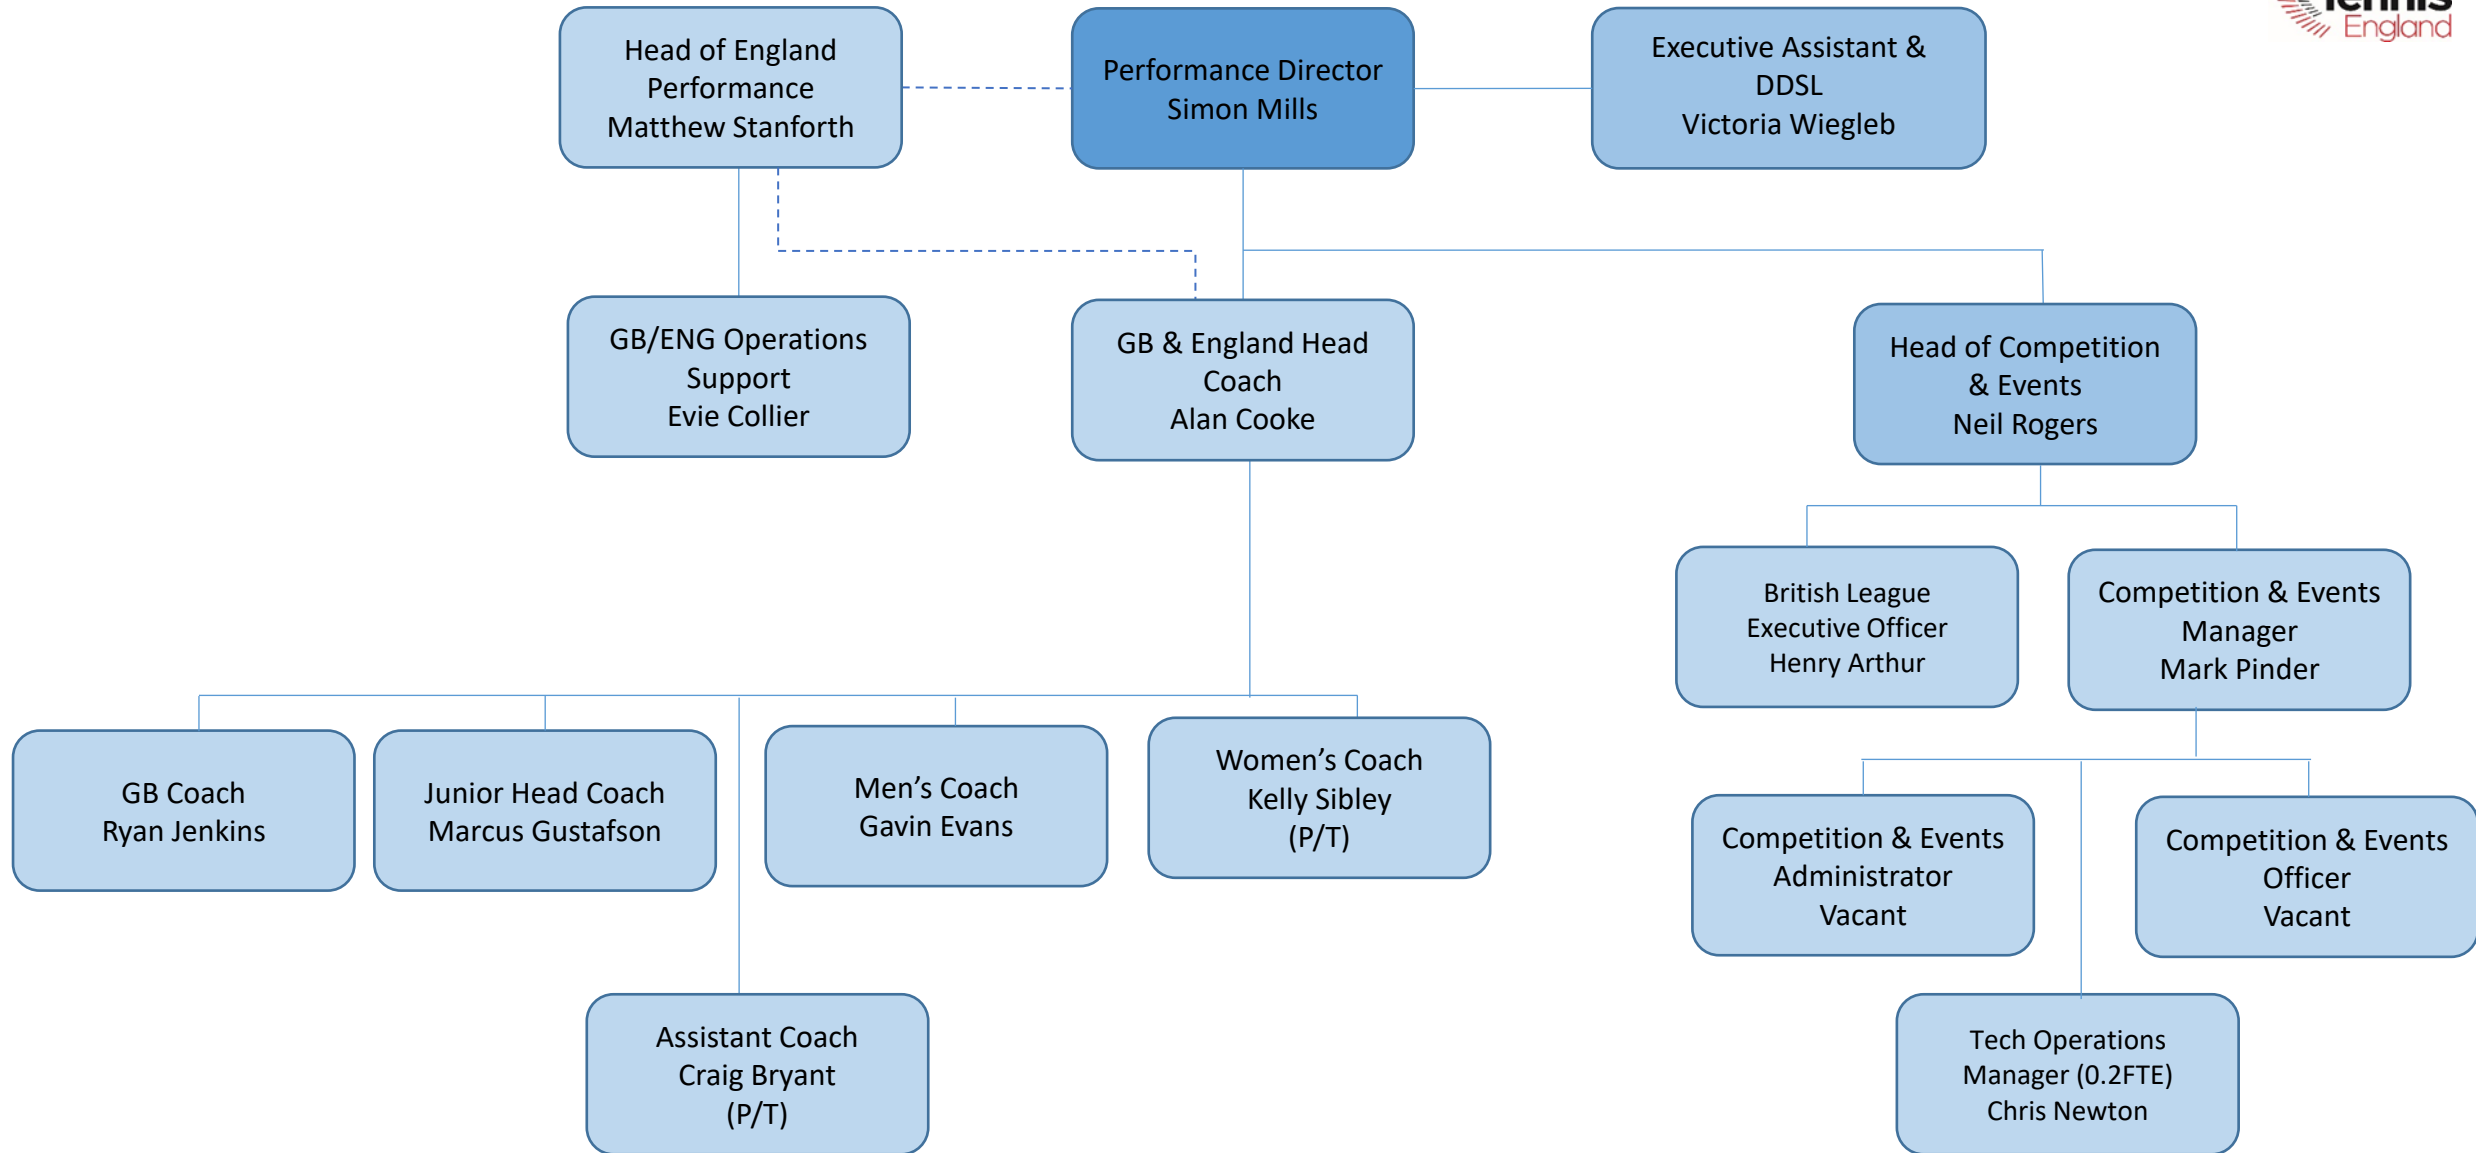 Tennis
England
Head of England
Performance
Matthew Stanforth
Performance Director
Simon Mills
Executive Assistant &
DDSL
Victoria Wiegleb
GB/ENG Operations
Support
Evie Collier
GB & England Head
Coach
Alan Cooke
Head of Competition
& Events
Neil Rogers
British League
Executive Officer
Henry Arthur
Competition & Events
Manager
Mark Pinder
GB Coach
Ryan Jenkins
Junior Head Coach
Marcus Gustafson
Men’s Coach
Gavin Evans
Women’s Coach
Kelly Sibley
(P/T)
Competition & Events
Administrator
Vacant
Competition & Events
Officer
Vacant
Assistant Coach
Craig Bryant
(P/T)
Tech Operations
Manager (0.2FTE)
Chris Newton